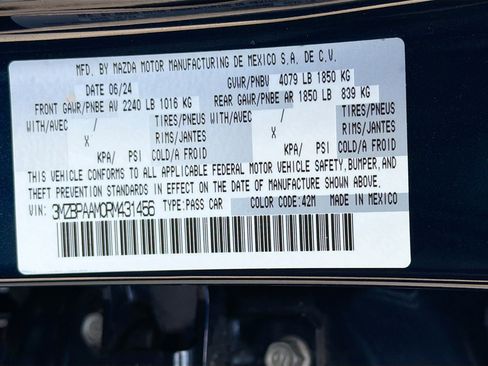 MFD. BY MAZDA MOTOR MANUFACTURING DE MEXICO S.A. DE C.V.
DATE 06/24 GVWR/PNBV 4079 LB 1850 KG
FRONT GAWR/PNBE AV 2240 LB 1016 KG REAR GAWR/PNBE AR 1850 LB 839 KG
WITH/AVEC / TIRES/PNEUS WITH/AVEC / TIRES/PNEUS
X RIMS/JANTES X RIMS/JANTES
KPA/ PSI COLD/A FROID KPA/ PSI COLD/A FROID
THIS VEHICLE CONFORMS TO ALL APPLICABLE FEDERAL MOTOR VEHICLE SAFETY, BUMPER, AND
THEFT PREVENTION STANDARDS IN EFFECT ON THE DATE OF MANUFACTURE SHOWN ABOVE.
VIN: 3MZBPAAM0RM431456 TYPE:PASS CAR COLOR CODE:42M MADE IN MEXICO